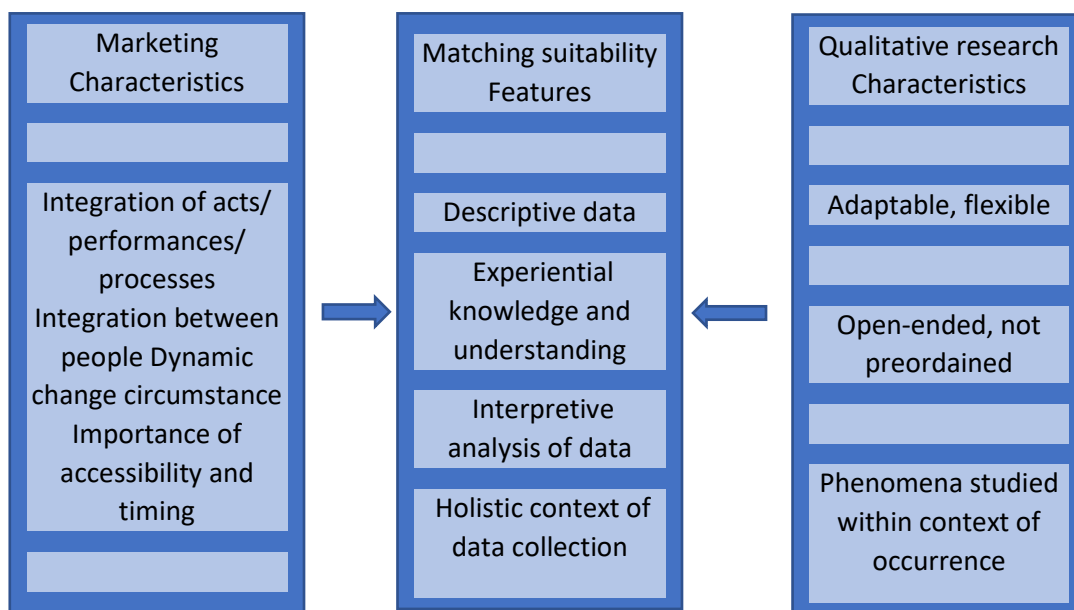 Marketing
Characteristics
Integration of acts/
performances/
processes
Integration between
people Dynamic
change circumstance
Importance of
accessibility and
timing
Matching suitability
Features
Descriptive data
Experiential
knowledge and
understanding
Interpretive
analysis of data
Holistic context of
data collection
Qualitative research
Characteristics
Adaptable, flexible
Open-ended, not
preordained
Phenomena studied
within context of
occurrence